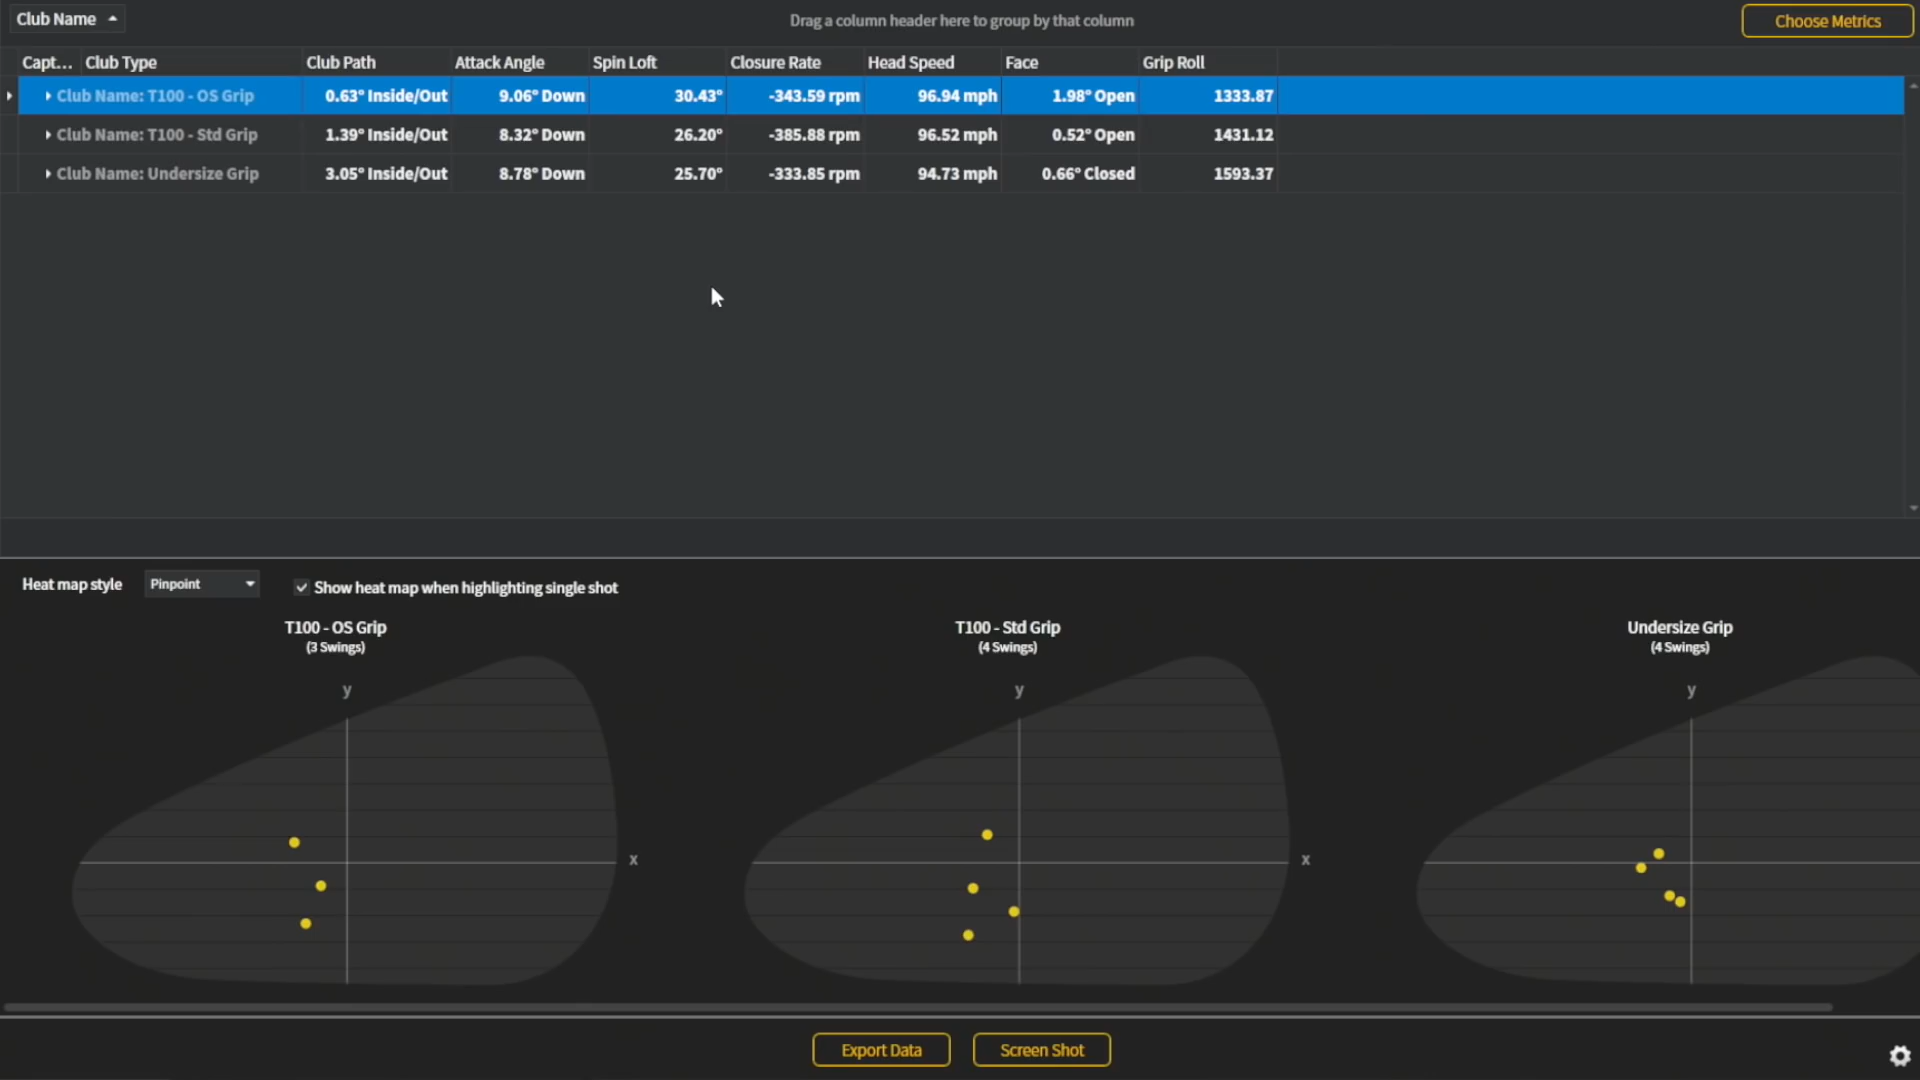 Club Name
Drag a column header here to group by that column
Choose Metrics
Capt... Club Type Club Path Attack Angle Spin Loft Closure Rate Head Speed Face Grip Roll
Club Name: T100 - OS Grip 0.63° Inside/Out 9.06° Down 30.43° -343.59 rpm 96.94 mph 1.98° Open 1333.87
Club Name: T100 - Std Grip 1.39° Inside/Out 8.32° Down 26.20° -385.88 rpm 96.52 mph 0.52° Open 1431.12
Club Name: Undersize Grip 3.05° Inside/Out 8.78° Down 25.70° -333.85 rpm 94.73 mph 0.66° Closed 1593.37
Heat map style Pinpoint Show heat map when highlighting single shot
T100 - OS Grip T100 - Std Grip Undersize Grip
(3 Swings) (4 Swings) (4 Swings)
y y y
x x
Export Data Screen Shot